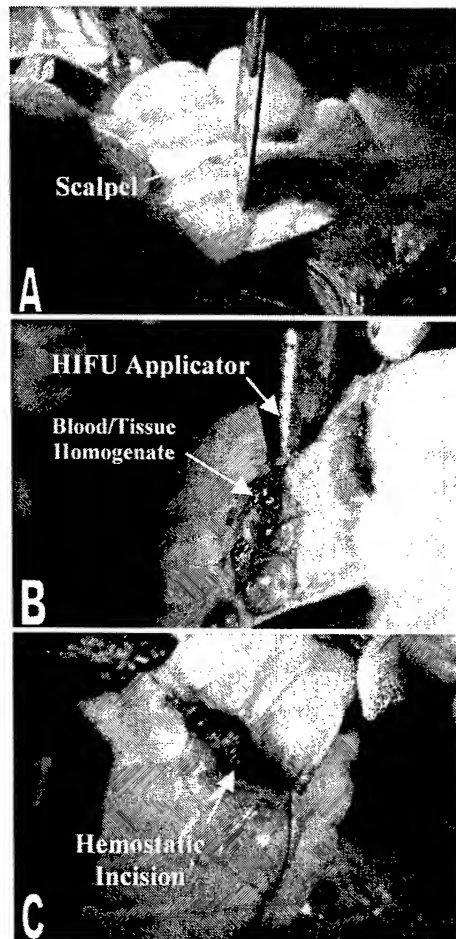 Scalpel
A
HIFU Applicator
Blood/Tissue
Homogenate
B
Hemostatic
Incision
C